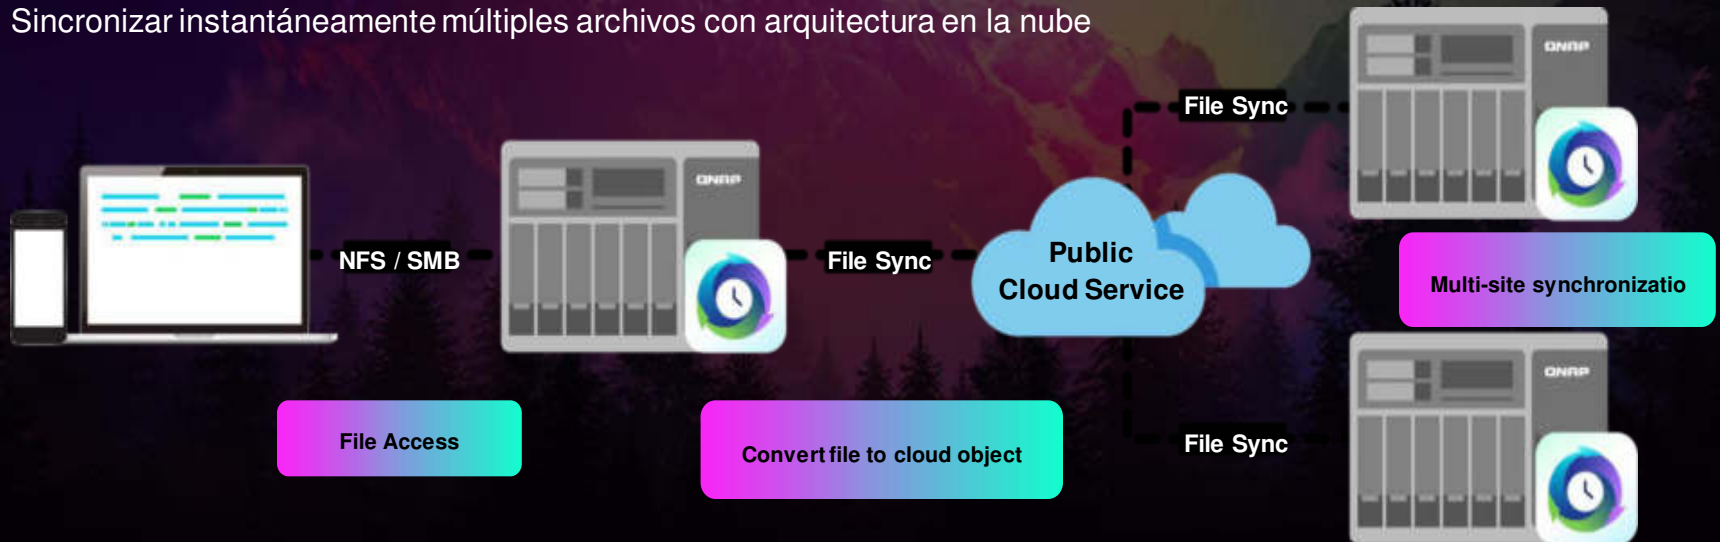 Sincronizar instantáneamente múltiples archivos con arquitectura en la nube
QNAP
File Sync
QNAP
NFS / SMB
File Sync
Public
Cloud Service
Multi-site synchronizatio
QNAP
File Access
Convert file to cloud object
File Sync